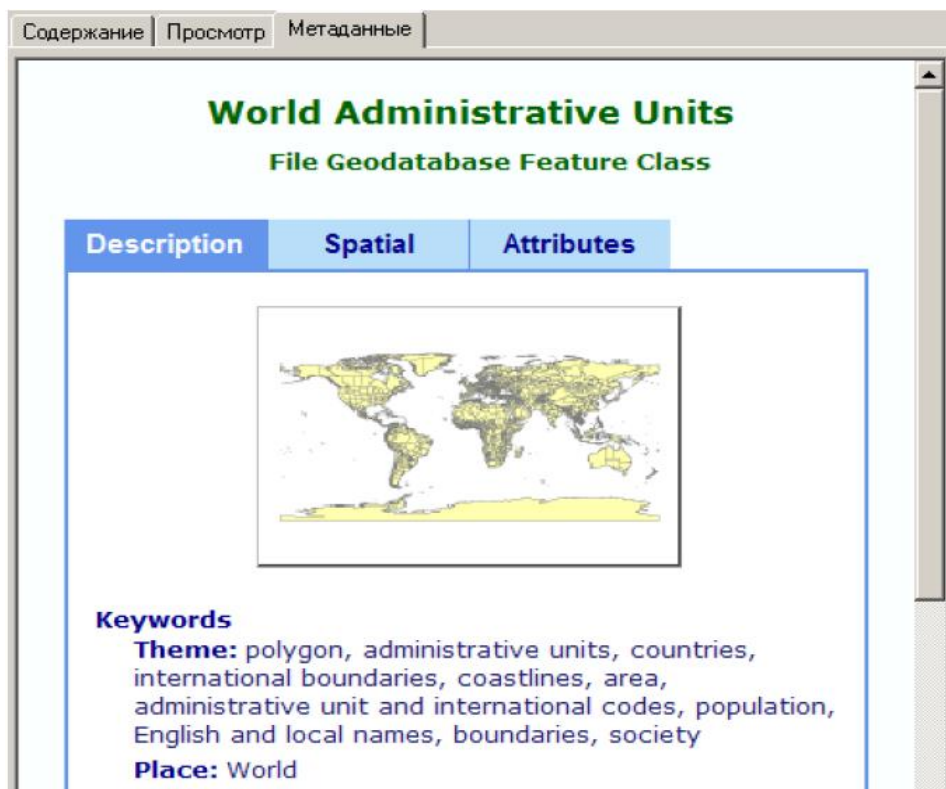 Содержание Просмотр Метаданные
World Administrative Units
File Geodatabase Feature Class
Description Spatial Attributes
Keywords
Theme: polygon, administrative units, countries,
international boundaries, coastlines, area,
administrative unit and international codes, population,
English and local names, boundaries, society
Place: World